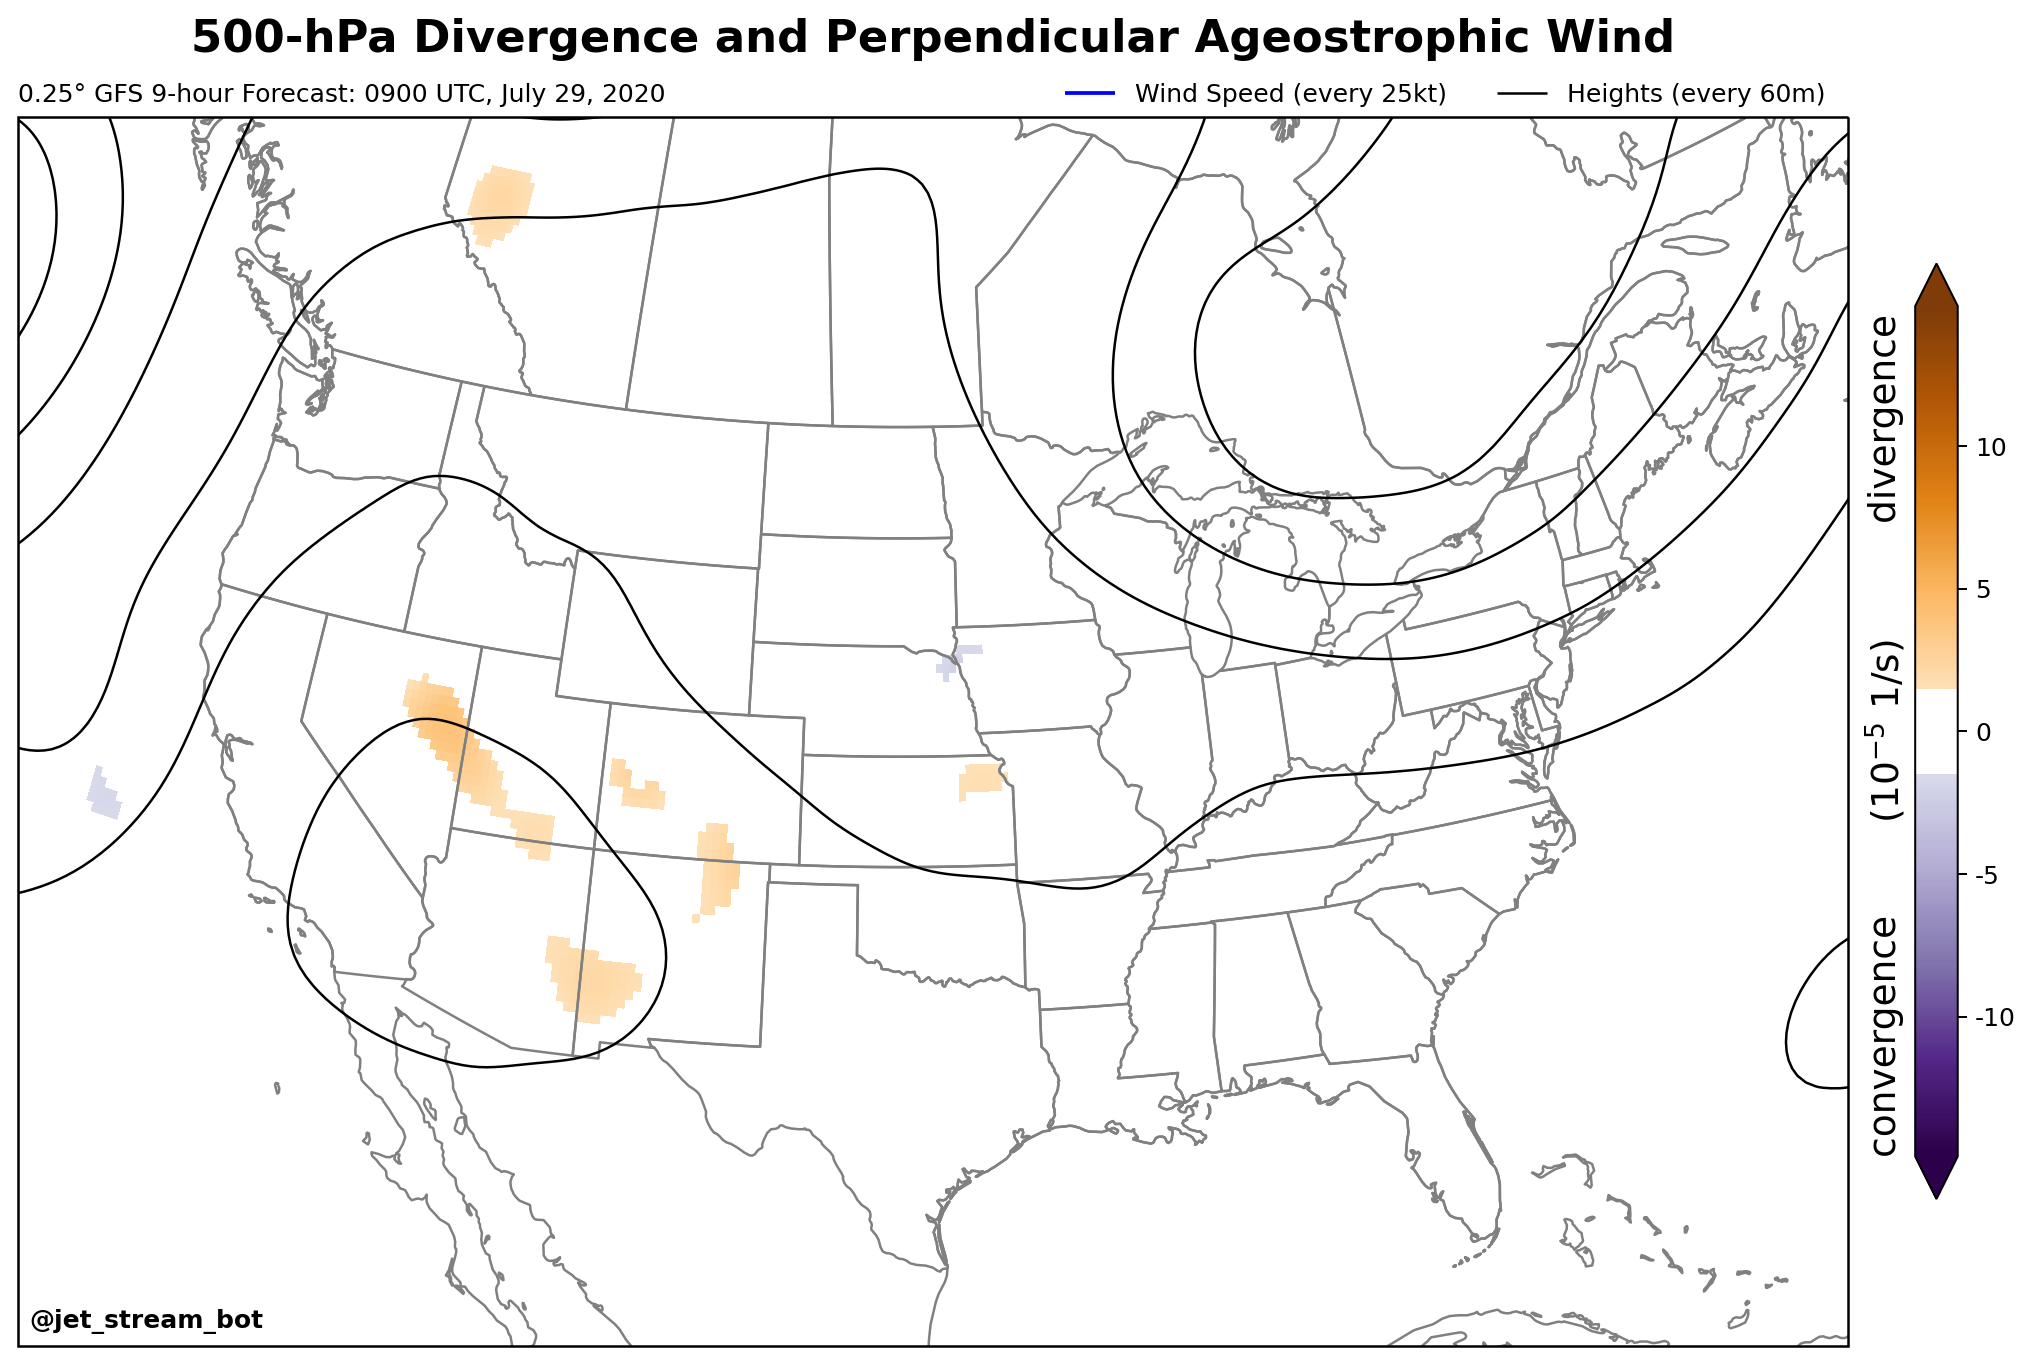 500-hPa Divergence and Perpendicular Ageostrophic Wind
0.25° GFS 9-hour Forecast: 0900 UTC, July 29, 2020
Wind Speed (every 25kt)
Heights (every 60m)
convergence (10⁻⁵ 1/s) divergence
10
5
0
-5
-10
@jet_stream_bot